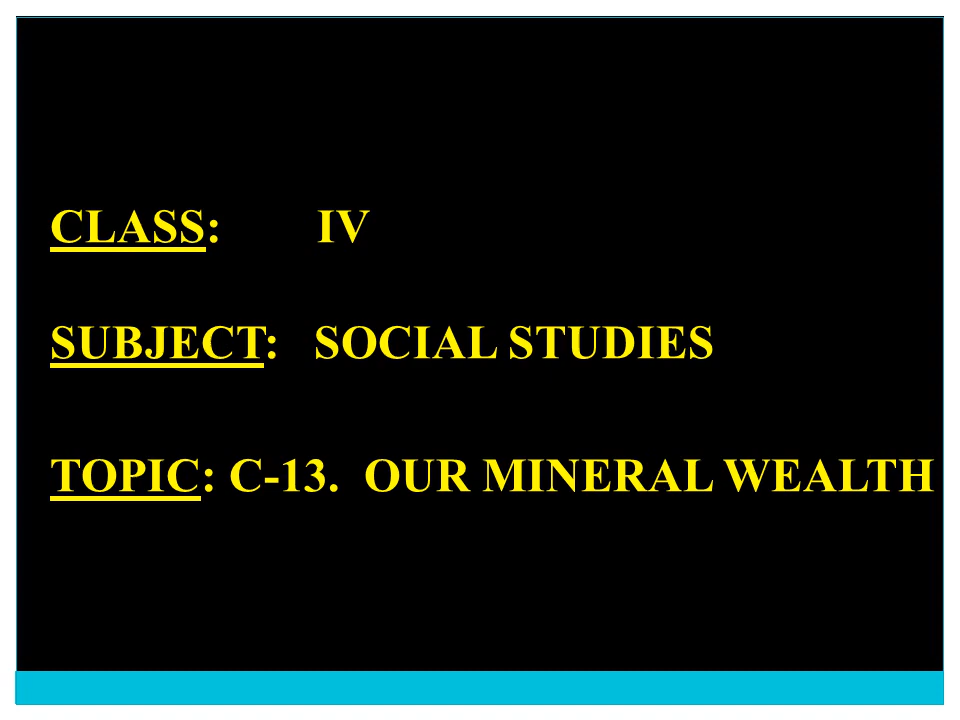 CLASS: IV
SUBJECT: SOCIAL STUDIES
TOPIC: C-13. OUR MINERAL WEALTH